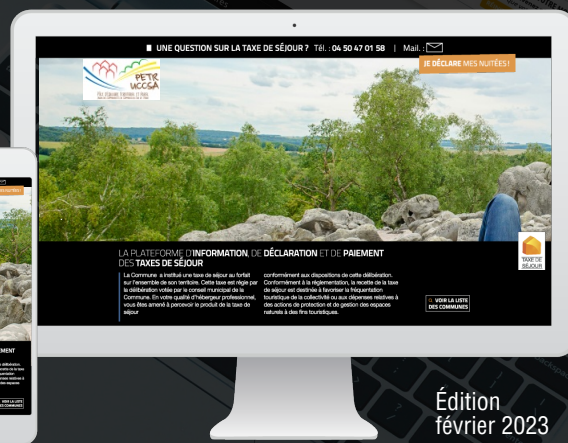 UNE QUESTION SUR LA TAXE DE SÉJOUR ? Tél. : 04 50 47 01 58 | Mail. :
JE DÉCLARE MES NUITÉES !
PETR
UCCSA
LA PLATEFORME D'INFORMATION, DE DÉCLARATION ET DE PAIEMENT
DES TAXES DE SÉJOUR
La Commune a institué une taxe de séjour au forfait
sur l'ensemble de son territoire. Cette taxe est régie par
la délibération votée par le conseil municipal de la
Commune. En votre qualité d'hébergeur professionnel,
vous êtes amené à percevoir le produit de la taxe de
séjour
conformément aux dispositions de cette délibération.
Conformément à la réglementation, la recette de la taxe
de séjour est destinée à favoriser la fréquentation
touristique de la collectivité ou aux dépenses relatives à
des actions de protection et de gestion des espaces
naturels à des fins touristiques.
TAXE DE
SÉJOUR
VOIR LA LISTE
DES COMMUNES
Édition
février 2023